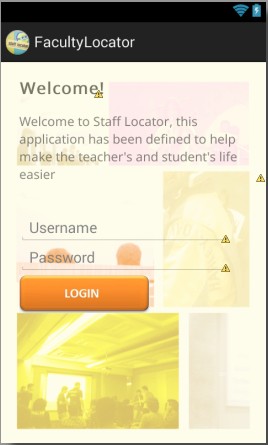 FacultyLocator
Welcome!
Welcome to Staff Locator, this
application has been defined to help
make the teacher's and student's life
easier
Username
Password
LOGIN